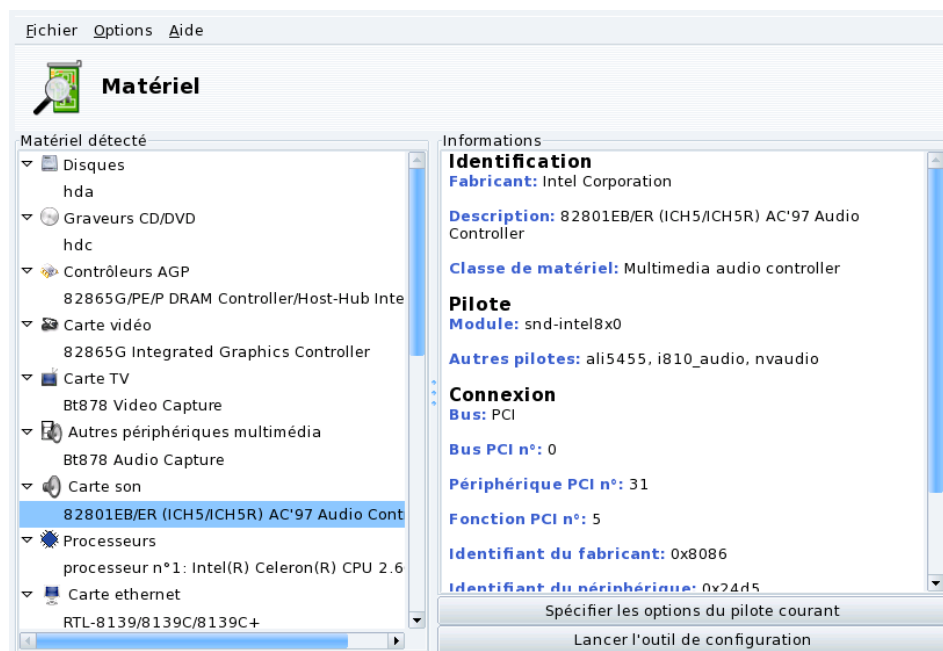 Fichier Options Aide
Matériel
Matériel détecté
Disques
hda
Graveurs CD/DVD
hdc
Contrôleurs AGP
82865G/PE/P DRAM Controller/Host-Hub Inte
Carte vidéo
82865G Integrated Graphics Controller
Carte TV
Bt878 Video Capture
Autres périphériques multimédia
Bt878 Audio Capture
Carte son
82801EB/ER (ICH5/ICH5R) AC'97 Audio Cont
Processeurs
processeur n°1: Intel(R) Celeron(R) CPU 2.6
Carte ethernet
RTL-8139/8139C/8139C+
Informations
Identification
Fabricant: Intel Corporation
Description: 82801EB/ER (ICH5/ICH5R) AC'97 Audio
Controller
Classe de matériel: Multimedia audio controller
Pilote
Module: snd-intel8x0
Autres pilotes: ali5455, i810_audio, nvaudio
Connexion
Bus: PCI
Bus PCI n°: 0
Périphérique PCI n°: 31
Fonction PCI n°: 5
Identifiant du fabricant: 0x8086
Identifiant du périphérique: 0x24d5
Spécifier les options du pilote courant
Lancer l'outil de configuration